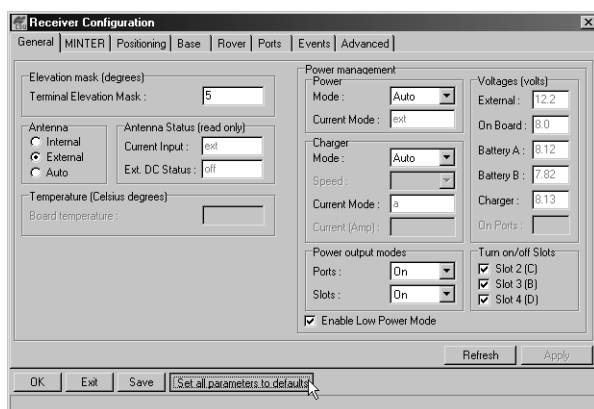 Receiver Configuration
General MINTER Positioning Base Rover Ports Events Advanced
Elevation mask (degrees)
Terminal Elevation Mask : 5
Antenna
Internal
External
Auto
Antenna Status (read only)
Current Input : ext
Ext. DC Status : off
Temperature (Celsius degrees)
Board temperature :
Power management
Power
Mode : Auto
Current Mode : ext
Charger
Mode : Auto
Speed :
Current Mode : a
Current (Amp) :
Power output modes
Ports : On
Slots : On
Enable Low Power Mode
Voltages (volts)
External : 12.2
On Board : 8.0
Battery A : 8.12
Battery B : 7.82
Charger : 8.13
On Ports :
Turn on/off Slots
Slot 2 (C)
Slot 3 (B)
Slot 4 (D)
Refresh Apply
OK Exit Save Set all parameters to defaults